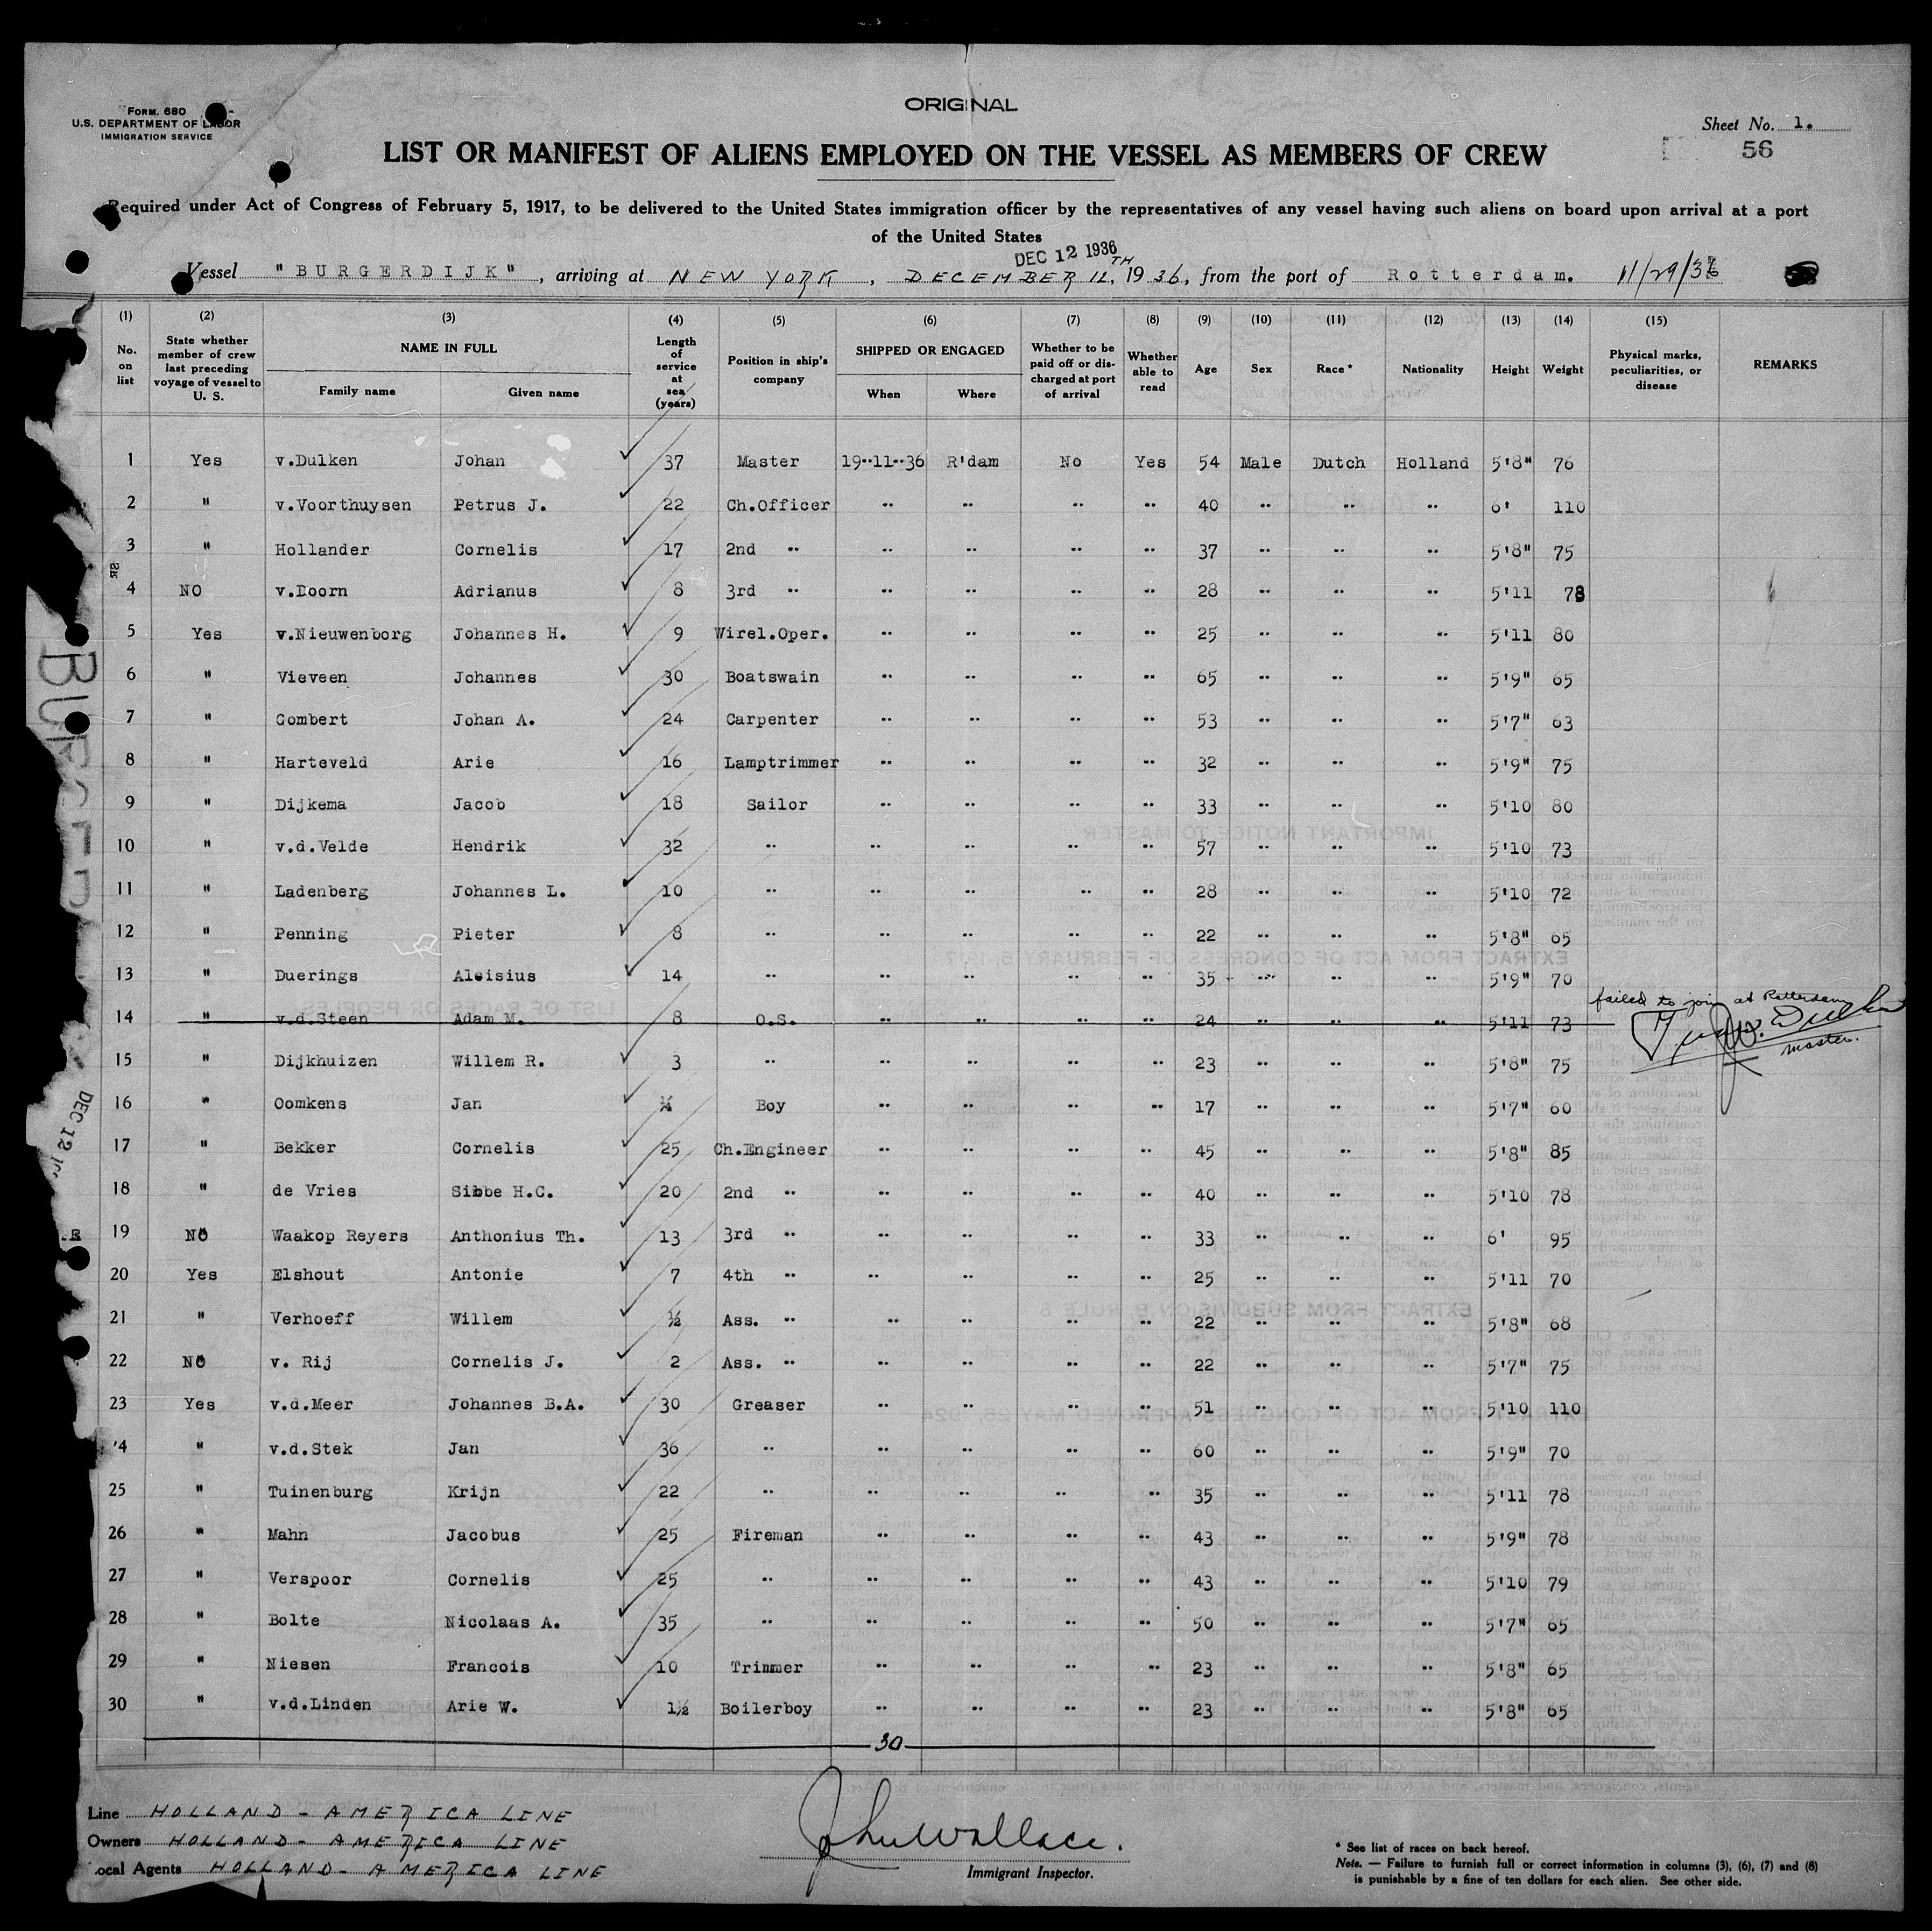 ORIGINAL
FORM 680
U.S. DEPARTMENT OF LABOR
IMMIGRATION SERVICE
Sheet No. 1.
56
LIST OR MANIFEST OF ALIENS EMPLOYED ON THE VESSEL AS MEMBERS OF CREW
Required under Act of Congress of February 5, 1917, to be delivered to the United States immigration officer by the representatives of any vessel having such aliens on board upon arrival at a port
of the United States
DEC 12 1936
Vessel "BURGERDIJK", arriving at NEW YORK, DECEMBER 12TH, 1936, from the port of Rotterdam. 11/29/36
(1) (2) (3) (4) (5) (6) (7) (8) (9) (10) (11) (12) (13) (14) (15)
No. on list
State whether member of crew last preceding voyage of vessel to U. S.
NAME IN FULL
Family name Given name
Length of service at sea (years)
Position in ship's company
SHIPPED OR ENGAGED
When Where
Whether to be paid off or discharged at port of arrival
Whether able to read
Age Sex Race* Nationality Height Weight
Physical marks, peculiarities, or disease
REMARKS
1 Yes v.Dulken Johan 37 Master 19-11-36 R'dam No Yes 54 Male Dutch Holland 5'8" 76
2 " v.Voorthuysen Petrus J. 22 Ch.Officer " " " " 40 " " " 6' 110
3 " Hollander Cornelis 17 2nd " " " " " 37 " " " 5'8" 75
4 NO v.Doorn Adrianus 8 3rd " " " " " 28 " " " 5'11 78
5 Yes v.Nieuwenborg Johannes H. 9 Wirel.Oper. " " " " 25 " " " 5'11 80
6 " Vieveen Johannes 30 Boatswain " " " " 65 " " " 5'9" 65
7 " Gombert Johan A. 24 Carpenter " " " " 53 " " " 5'7" 63
8 " Harteveld Arie 16 Lamptrimmer " " " " 32 " " " 5'9" 75
9 " Dijkema Jacob 18 Sailor " " " " 33 " " " 5'10 80
10 " v.d.Velde Hendrik 32 " " " " " 57 " " " 5'10 73
11 " Ladenberg Johannes L. 10 " " " " " 28 " " " 5'10 72
12 " Penning Pieter 8 " " " " " 22 " " " 5'8" 65
13 " Duerings Aloisius 14 " " " " " 35 " " " 5'9" 70
failed to join at Rotterdam
14 " v.d.Steen Adam M. 8 O.S. " " " " 24 " " " 5'11 73
master.
15 " Dijkhuizen Willem R. 3 " " " " " 23 " " " 5'8" 75
16 " Oomkens Jan ¼ Boy " " " " 17 " " " 5'7" 60
17 " Bekker Cornelis 25 Ch.Engineer " " " " 45 " " " 5'8" 85
18 " de Vries Sibbe H.C. 20 2nd " " " " " 40 " " " 5'10 78
19 NO Waakop Reyers Anthonius Th. 13 3rd " " " " " 33 " " " 6' 95
20 Yes Elshout Antonie 7 4th " " " " " 25 " " " 5'11 70
21 " Verhoeff Willem ½ Ass. " " " " " 22 " " " 5'8" 68
22 NO v. Rij Cornelis J. 2 Ass. " " " " " 22 " " " 5'7" 75
23 Yes v.d.Meer Johannes B.A. 30 Greaser " " " " 51 " " " 5'10 110
4 " v.d.Stek Jan 36 " " " " " 60 " " " 5'9" 70
25 " Tuinenburg Krijn 22 " " " " " 35 " " " 5'11 78
26 " Mahn Jacobus 25 Fireman " " " " 43 " " " 5'9" 78
27 " Verspoor Cornelis 25 " " " " " 43 " " " 5'10 79
28 " Bolte Nicolaas A. 35 " " " " " 50 " " " 5'7" 65
29 " Niesen Francois 10 Trimmer " " " " 23 " " " 5'8" 65
30 " v.d.Linden Arie W. 1½ Boilerboy " " " " 23 " " " 5'8" 65
30
DEC 12
Line HOLLAND-AMERICA LINE
Owners HOLLAND-AMERICA LINE
ocal Agents HOLLAND-AMERICA LINE
John Wallace.
Immigrant Inspector.
* See list of races on back hereof.
Note. — Failure to furnish full or correct information in columns (3), (6), (7) and (8)
is punishable by a fine of ten dollars for each alien. See other side.